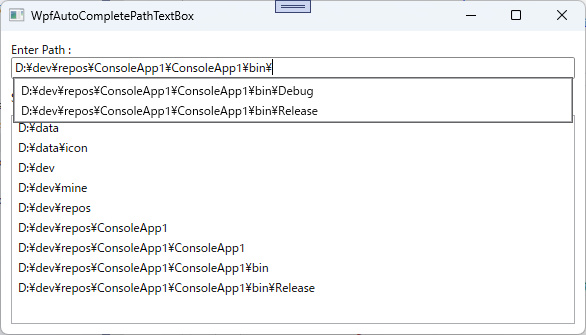 WpfAutoCompletePathTextBox
Enter Path :
D:¥dev¥repos¥ConsoleApp1¥ConsoleApp1¥bin¥
D:¥dev¥repos¥ConsoleApp1¥ConsoleApp1¥bin¥Debug
D:¥dev¥repos¥ConsoleApp1¥ConsoleApp1¥bin¥Release
D:¥data
D:¥data¥icon
D:¥dev
D:¥dev¥mine
D:¥dev¥repos
D:¥dev¥repos¥ConsoleApp1
D:¥dev¥repos¥ConsoleApp1¥ConsoleApp1
D:¥dev¥repos¥ConsoleApp1¥ConsoleApp1¥bin
D:¥dev¥repos¥ConsoleApp1¥ConsoleApp1¥bin¥Release